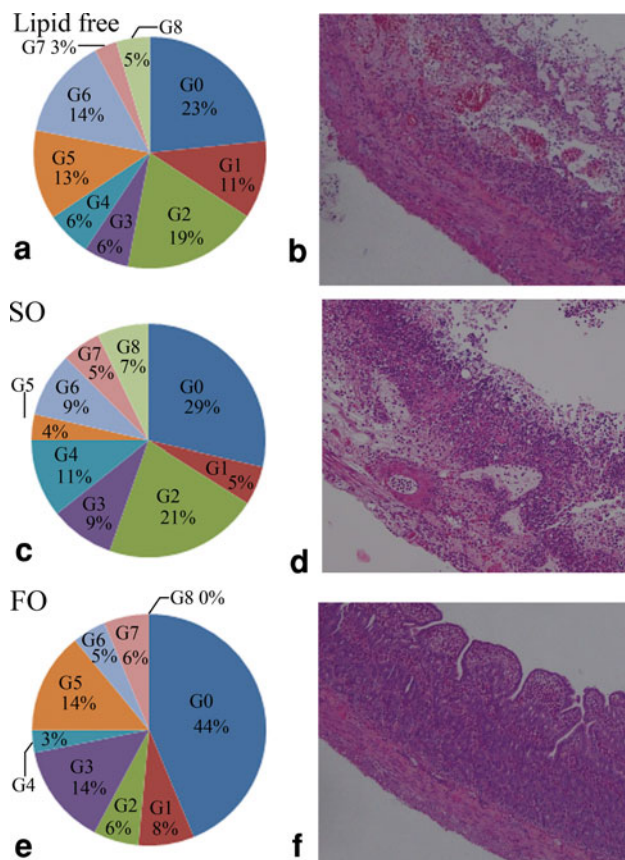 Lipid free
G8
G7 3%
5%
G0
23%
G6
14%
G1
11%
G5
13%
G4
6%
G3
6%
G2
19%
a
b
SO
G8
7%
G7
5%
G0
29%
G6
9%
G5
4%
G4
11%
G1
5%
G3
9%
G2
21%
c
d
FO
G8 0%
G7
6%
G6
5%
G0
44%
G5
14%
3%
G4
G3
14%
G2
6%
G1
8%
e
f